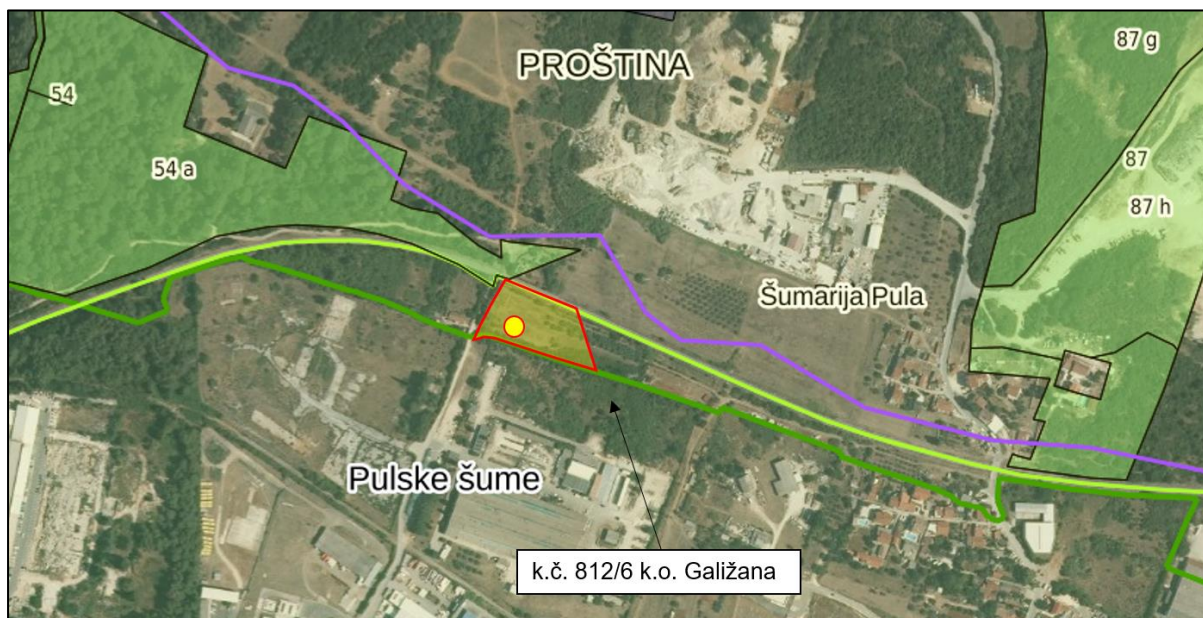 PROŠTINA
87 g
54
54 a
87
87 h
Šumarija Pula
Pulske šume
k.č. 812/6 k.o. Galižana